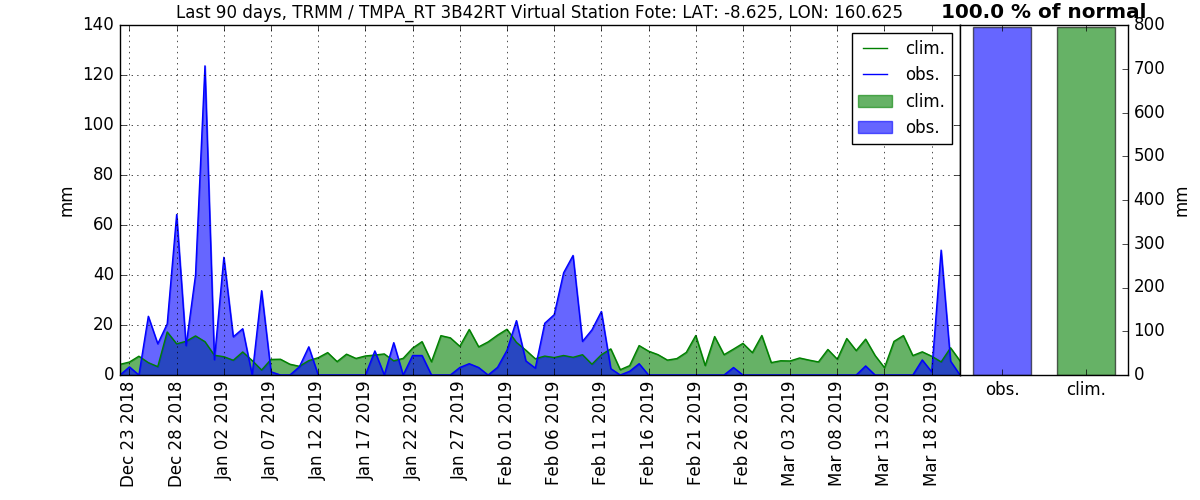 Last 90 days, TRMM / TMPA_RT 3B42RT Virtual Station Fote: LAT: -8.625, LON: 160.625
100.0 % of normal
140
120
100
80
60
40
20
0
mm
clim.
obs.
clim.
obs.
800
700
600
500
400
300
200
100
0
mm
obs.
clim.
Dec 23 2018
Dec 28 2018
Jan 02 2019
Jan 07 2019
Jan 12 2019
Jan 17 2019
Jan 22 2019
Jan 27 2019
Feb 01 2019
Feb 06 2019
Feb 11 2019
Feb 16 2019
Feb 21 2019
Feb 26 2019
Mar 03 2019
Mar 08 2019
Mar 13 2019
Mar 18 2019